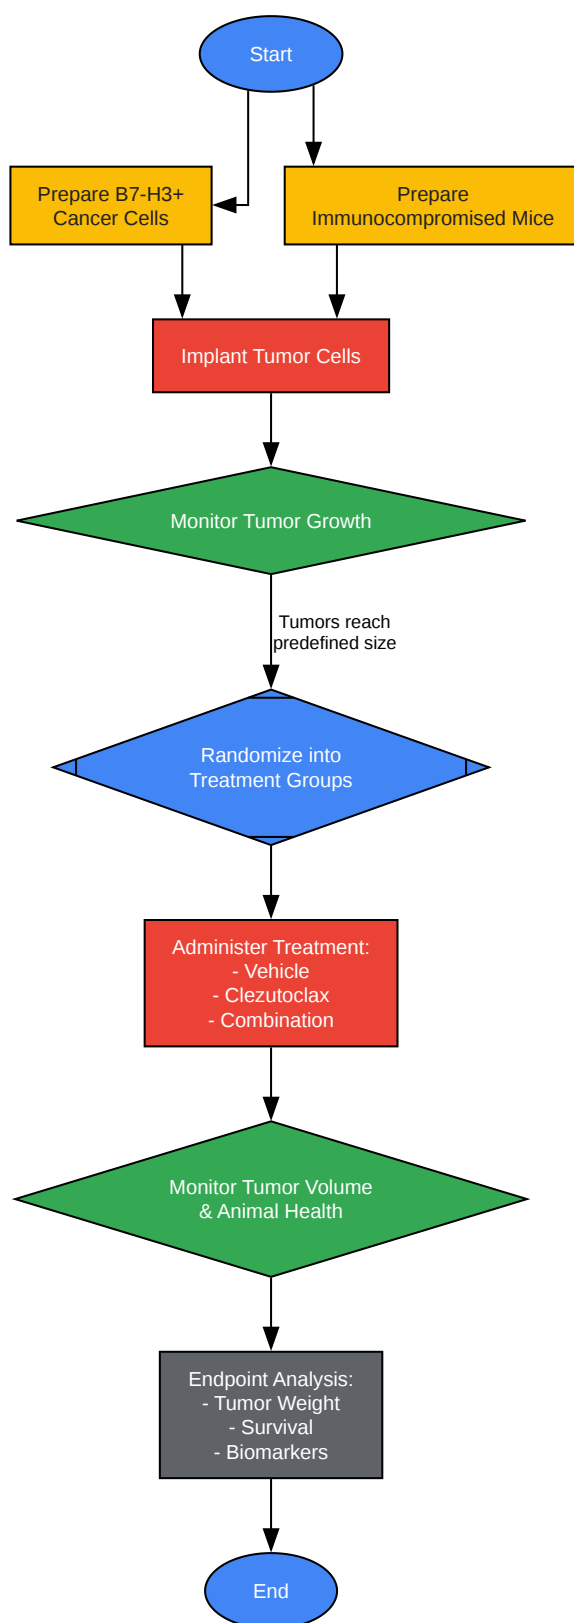 Start
Prepare B7-H3+
Cancer Cells
Prepare
Immunocompromised Mice
Implant Tumor Cells
Monitor Tumor Growth
Tumors reach
predefined size
Randomize into
Treatment Groups
Administer Treatment:
- Vehicle
- Clezutoclax
- Combination
Monitor Tumor Volume
& Animal Health
Endpoint Analysis:
- Tumor Weight
- Survival
- Biomarkers
End